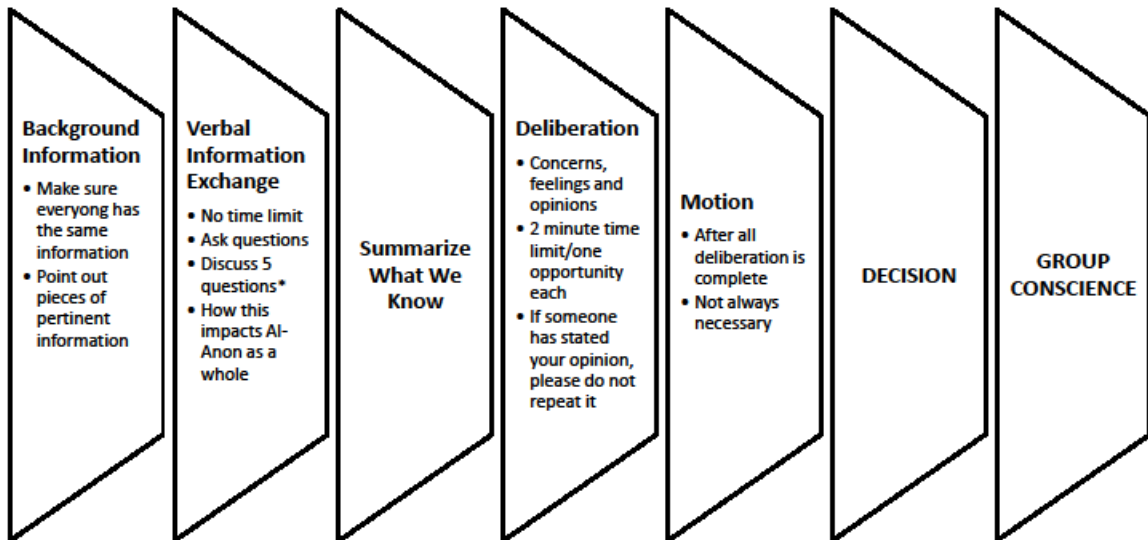 Background
Information
• Make sure
everyong has
the same
information
• Point out
pieces of
pertinent
information
Verbal
Information
Exchange
• No time limit
• Ask questions
• Discuss 5
questions*
• How this
impacts Al-
Anon as a
whole
Summarize
What We
Know
Deliberation
• Concerns,
feelings and
opinions
• 2 minute time
limit/one
opportunity
each
• If someone
has stated
your opinion,
please do not
repeat it
Motion
• After all
deliberation is
complete
• Not always
necessary
DECISION
GROUP
CONSCIENCE